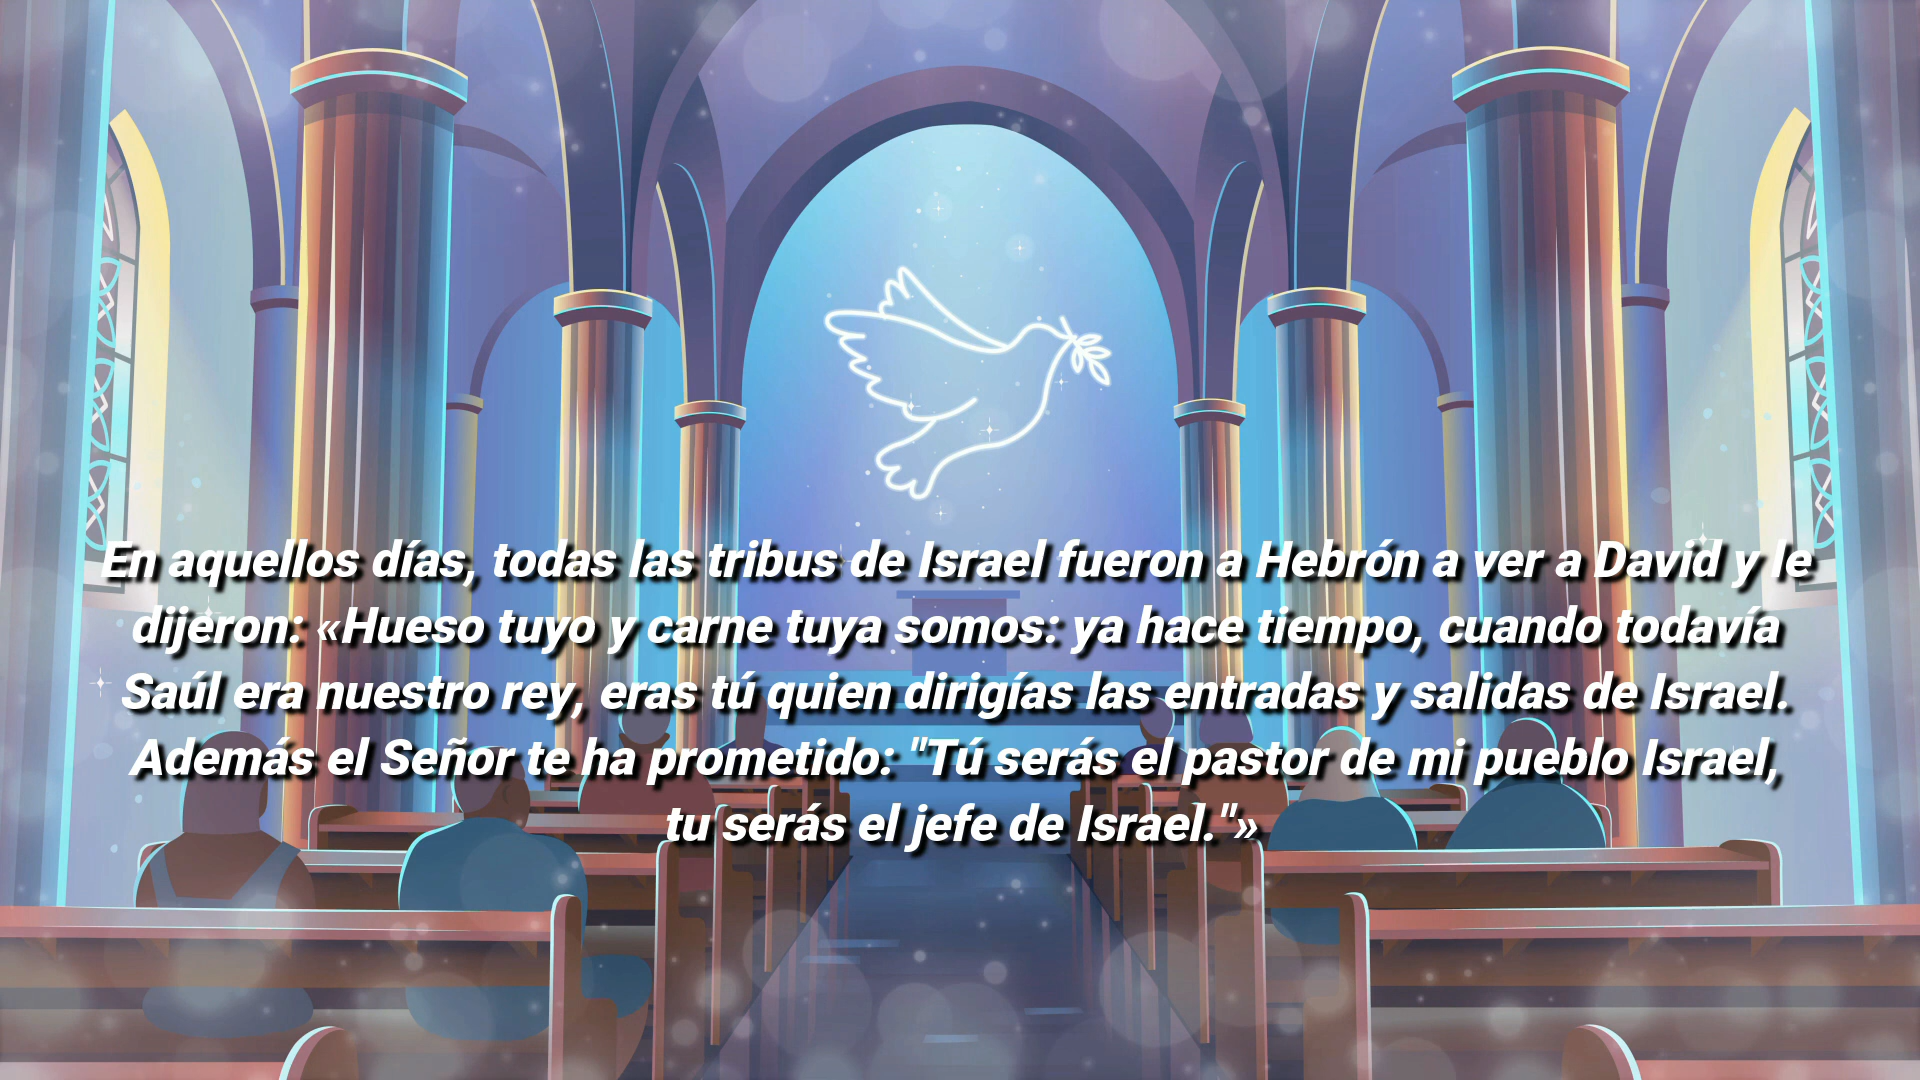 En aquellos días, todas las tribus de Israel fueron a Hebrón a ver a David y le
dijeron: «Hueso tuyo y carne tuya somos: ya hace tiempo, cuando todavía
Saúl era nuestro rey, eras tú quien dirigías las entradas y salidas de Israel.
Además el Señor te ha prometido: "Tú serás el pastor de mi pueblo Israel,
tu serás el jefe de Israel."»